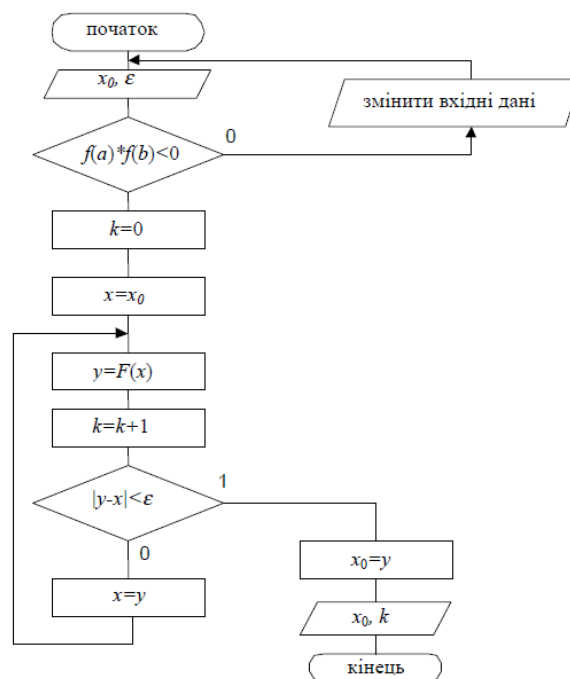 початок
x₀, ε
змінити вхідні дані
f(a)*f(b)<0
0
k=0
x=x₀
y=F(x)
k=k+1
|y-x|<ε
1
0
x₀=y
x=y
x₀, k
кінець